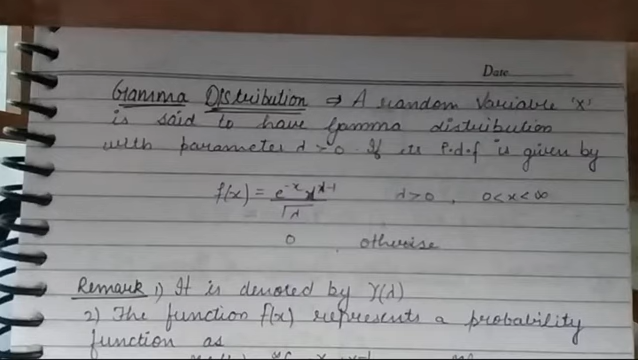 Date
Gamma Distribution ⇒ A random variable 'x'
is said to have gamma distribution
with parameter λ > 0. If its p.d.f is given by
f(x) = e^{-x} x^{λ-1} / Γλ    λ>0, 0<x<∞
0, otherwise
Remark 1) It is denoted by γ(λ)
2) The function f(x) represents a probability
function as